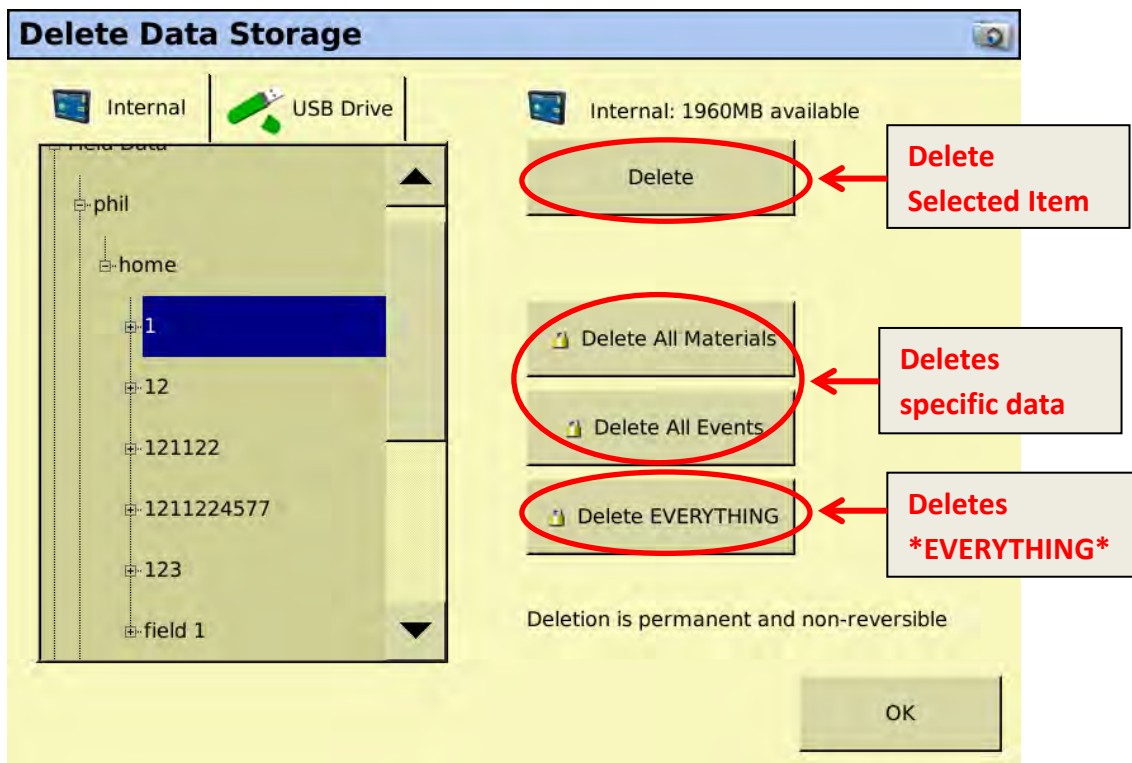 Delete Data Storage
Internal
USB Drive
Field Data
phil
home
1
12
121122
1211224577
123
field 1
Internal: 1960MB available
Delete
Delete All Materials
Delete All Events
Delete EVERYTHING
Deletion is permanent and non-reversible
OK
Delete
Selected Item
Deletes
specific data
Deletes
*EVERYTHING*